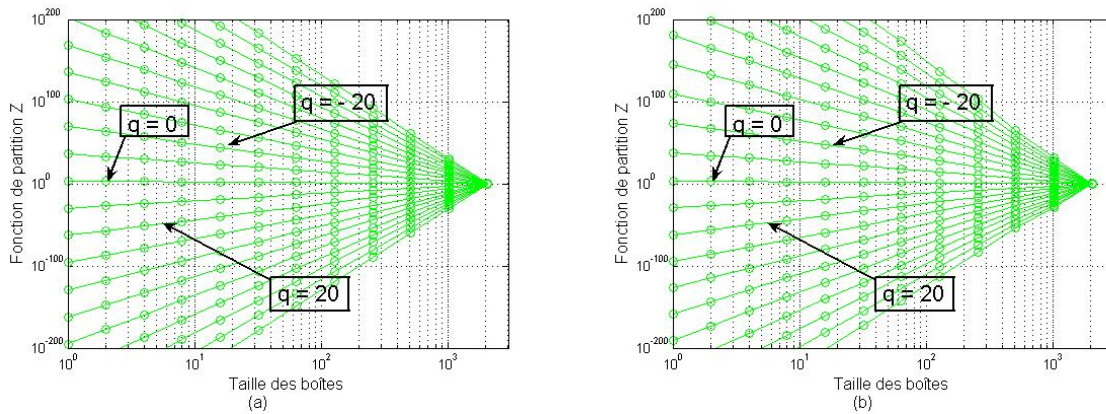 10^200
10^100
10^0
10^-100
10^-200
Fonction de partition Z
q = 0
q = - 20
q = 20
10^0
10^1
10^2
10^3
Taille des boîtes
(a)
10^200
10^100
10^0
10^-100
10^-200
Fonction de partition Z
q = 0
q = - 20
q = 20
10^0
10^1
10^2
10^3
Taille des boîtes
(b)